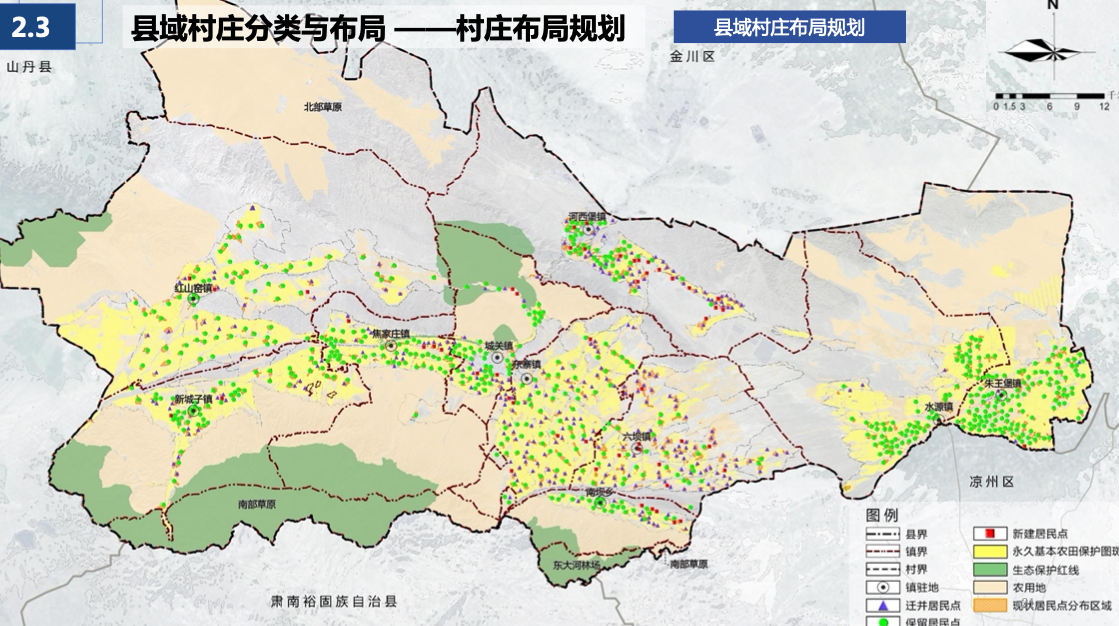 2.3
县域村庄分类与布局 ——村庄布局规划
县域村庄布局规划
N
山丹县
金川区
千
0 1.5 3 6 9 12
北部草原
河西堡镇
红山窑镇
焦家庄镇
城关镇
东寨镇
朱王堡镇
新城子镇
水源镇
六坝镇
凉州区
南坝乡
南部草原
东大河林场
南部草原
肃南裕固族自治县
图例
县界
镇界
村界
镇驻地
迁并居民点
保留居民点
新建居民点
永久基本农田保护图斑
生态保护红线
农用地
现状居民点分布区域